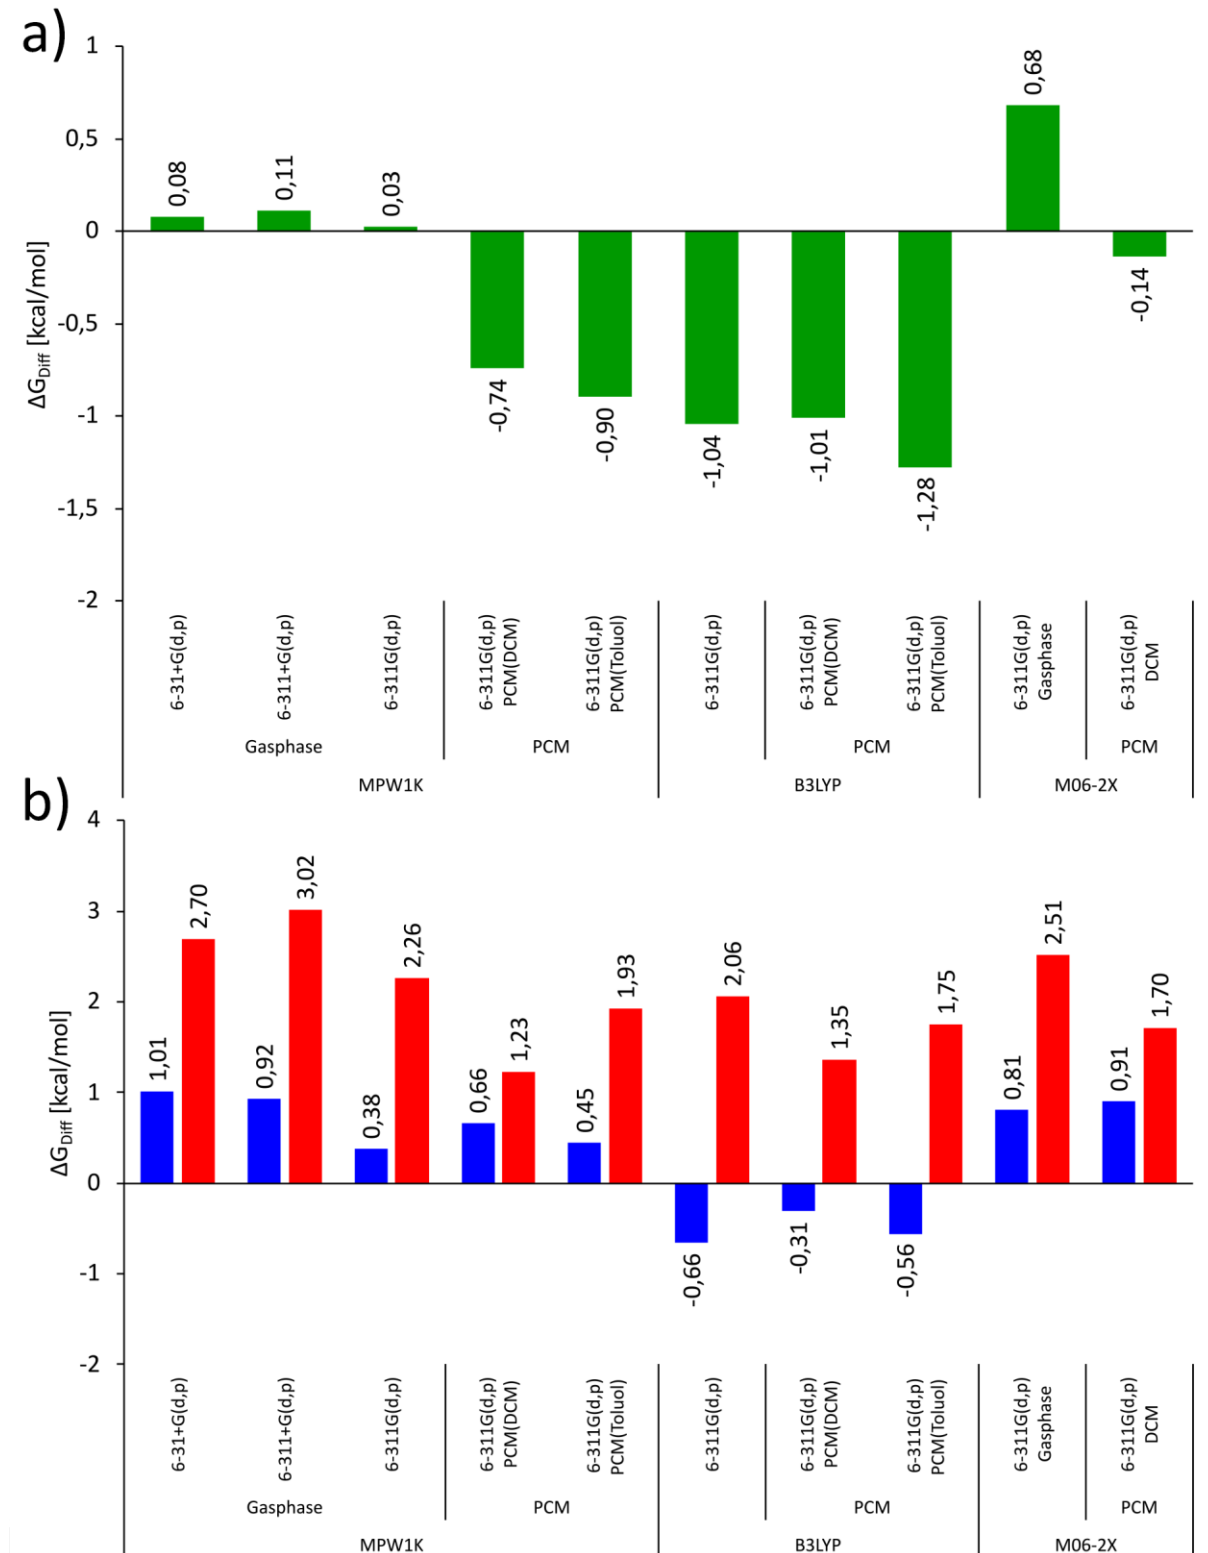 a)
1
0,5
0
-0,5
-1
-1,5
-2
ΔG_Diff [kcal/mol]
0,08
0,11
0,03
-0,74
-0,90
-1,04
-1,01
-1,28
0,68
-0,14
6-31+G(d,p)
6-311+G(d,p)
6-311G(d,p)
6-311G(d,p)
PCM(DCM)
6-311G(d,p)
PCM(Toluol)
6-311G(d,p)
6-311G(d,p)
PCM(DCM)
6-311G(d,p)
PCM(Toluol)
6-311G(d,p)
Gasphase
6-311G(d,p)
DCM
Gasphase
PCM
PCM
PCM
MPW1K
B3LYP
M06-2X
b)
4
3
2
1
0
-1
-2
ΔG_Diff [kcal/mol]
1,01
2,70
0,92
3,02
0,38
2,26
0,66
1,23
0,45
1,93
-0,66
2,06
-0,31
1,35
-0,56
1,75
0,81
2,51
0,91
1,70
6-31+G(d,p)
6-311+G(d,p)
6-311G(d,p)
6-311G(d,p)
PCM(DCM)
6-311G(d,p)
PCM(Toluol)
6-311G(d,p)
6-311G(d,p)
PCM(DCM)
6-311G(d,p)
PCM(Toluol)
6-311G(d,p)
Gasphase
6-311G(d,p)
DCM
Gasphase
PCM
PCM
PCM
MPW1K
B3LYP
M06-2X